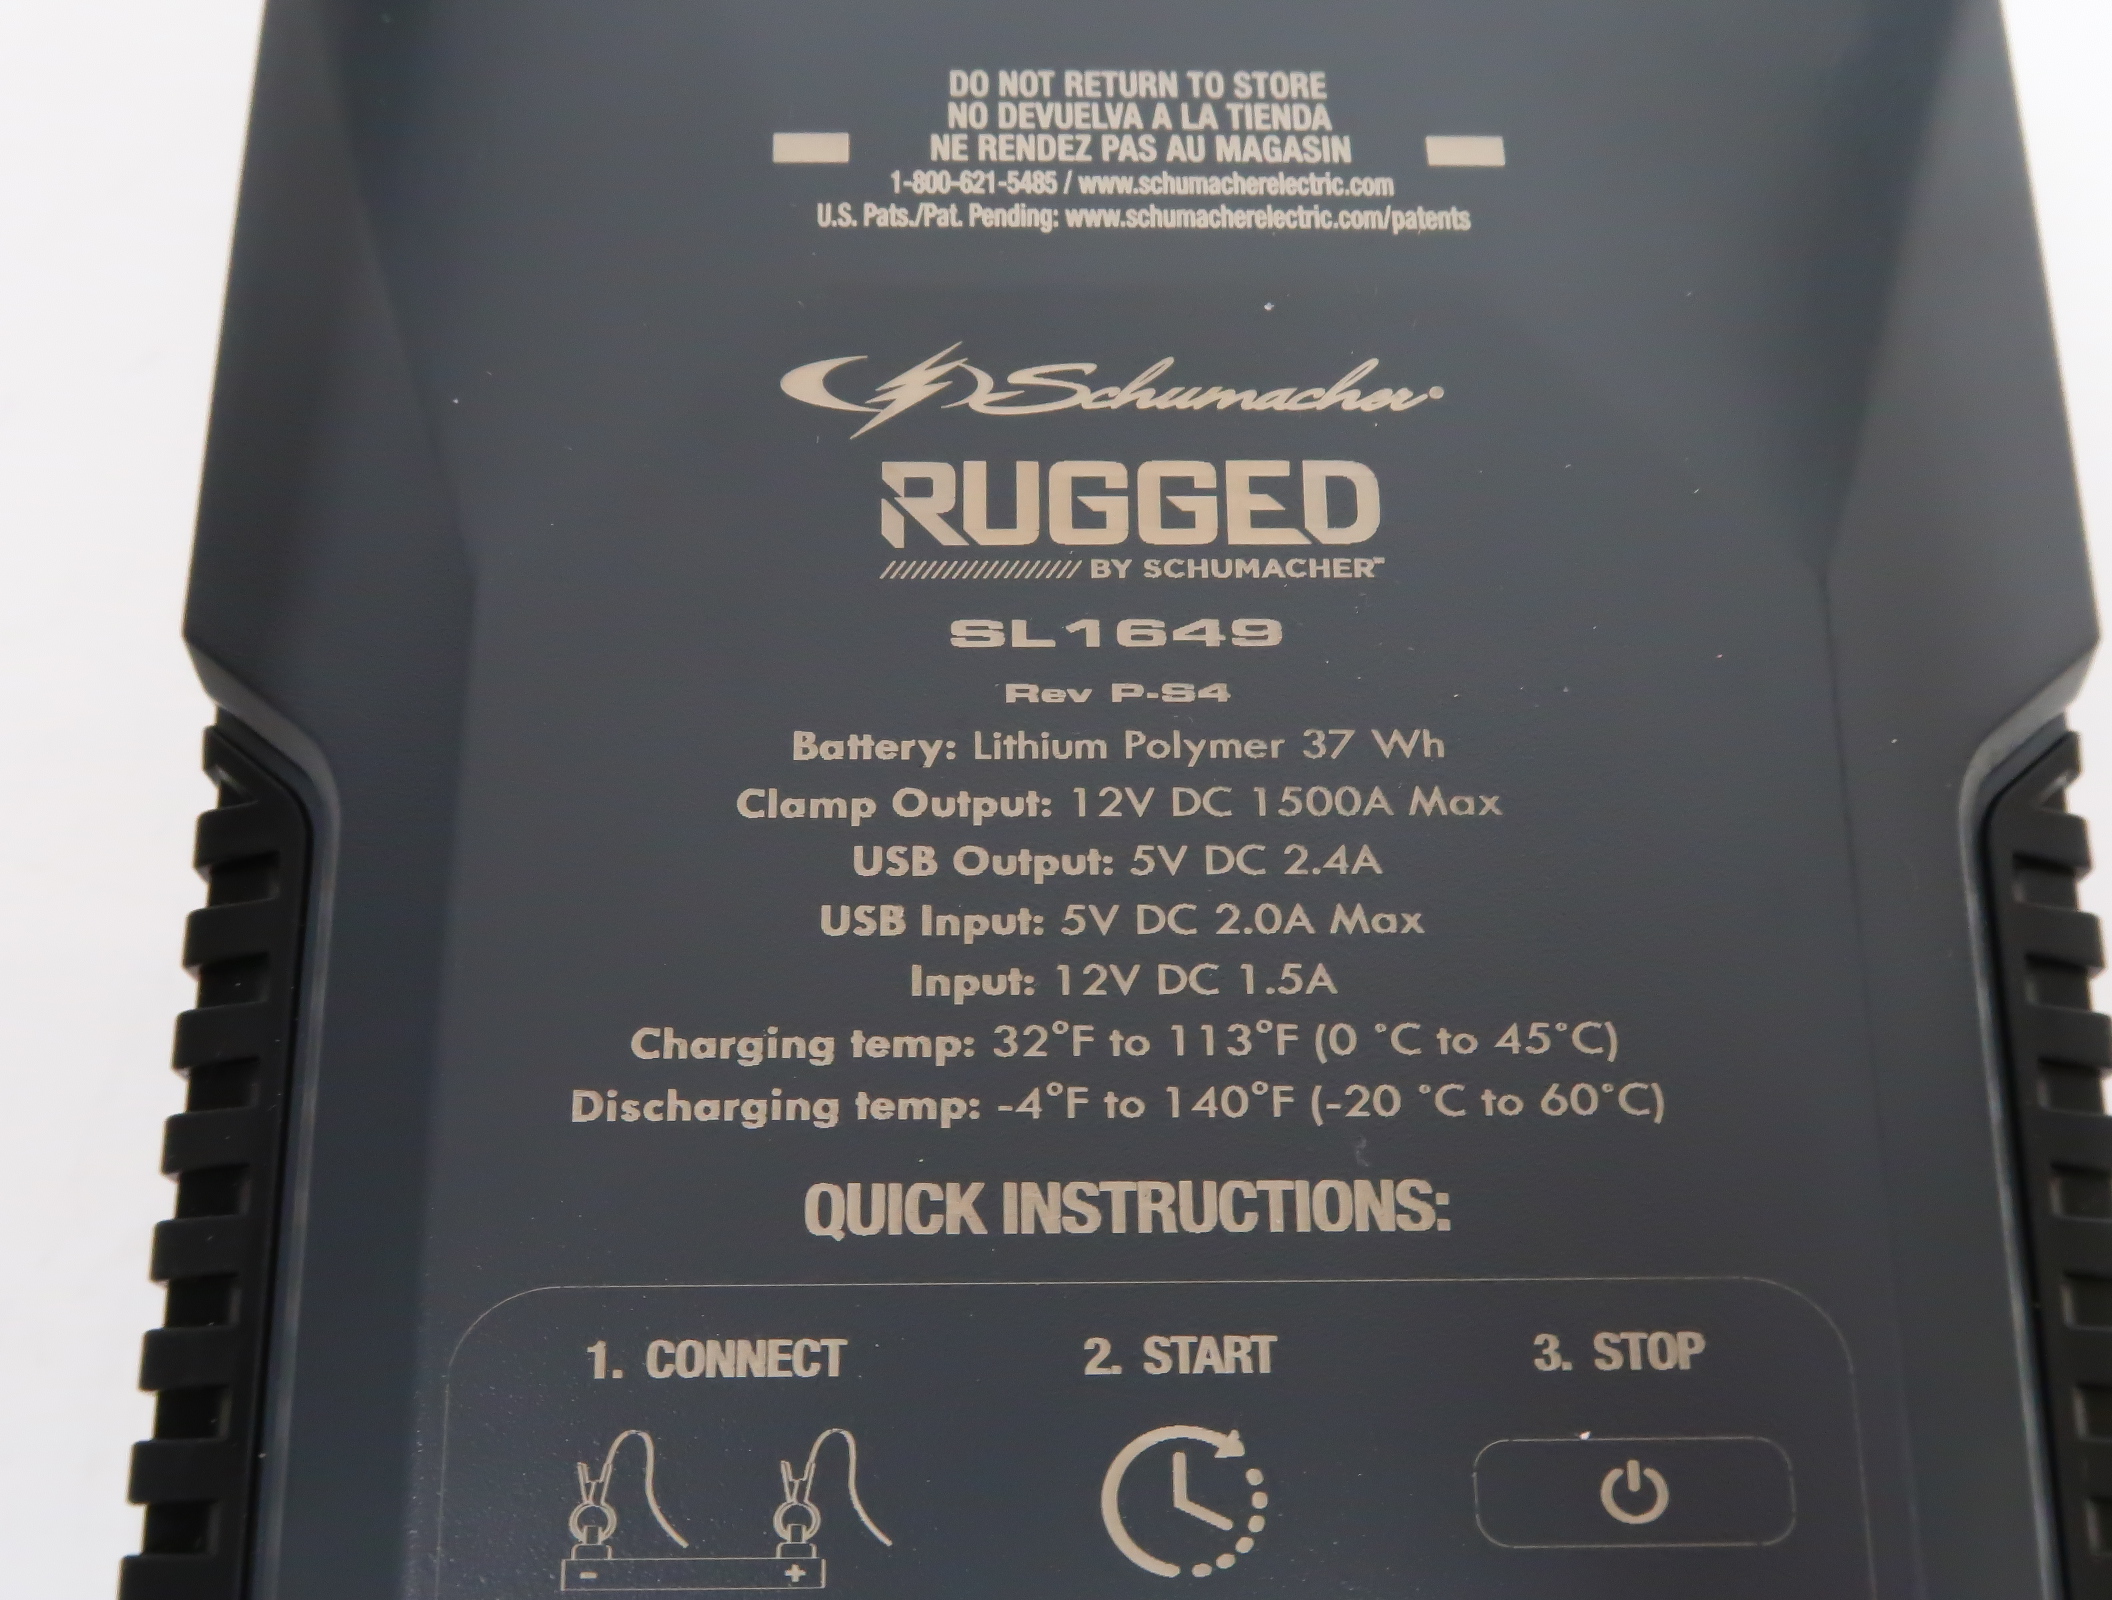 DO NOT RETURN TO STORE
NO DEVUELVA A LA TIENDA
NE RENDEZ PAS AU MAGASIN
1-800-621-5485 / www.schumacherelectric.com
U.S. Pats./Pat. Pending: www.schumacherelectric.com/patents
Schumacher®
RUGGED
BY SCHUMACHER™
SL1649
Rev P-S4
Battery: Lithium Polymer 37 Wh
Clamp Output: 12V DC 1500A Max
USB Output: 5V DC 2.4A
USB Input: 5V DC 2.0A Max
Input: 12V DC 1.5A
Charging temp: 32°F to 113°F (0 °C to 45°C)
Discharging temp: -4°F to 140°F (-20 °C to 60°C)
QUICK INSTRUCTIONS:
1. CONNECT 2. START 3. STOP
- +